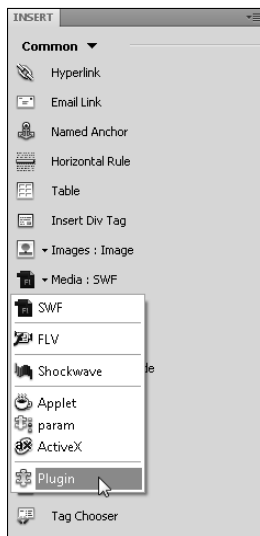 INSERT
Common
Hyperlink
Email Link
Named Anchor
Horizontal Rule
Table
Insert Div Tag
Images : Image
Media : SWF
SWF
FLV
Shockwave
de
Applet
param
ActiveX
Plugin
Tag Chooser